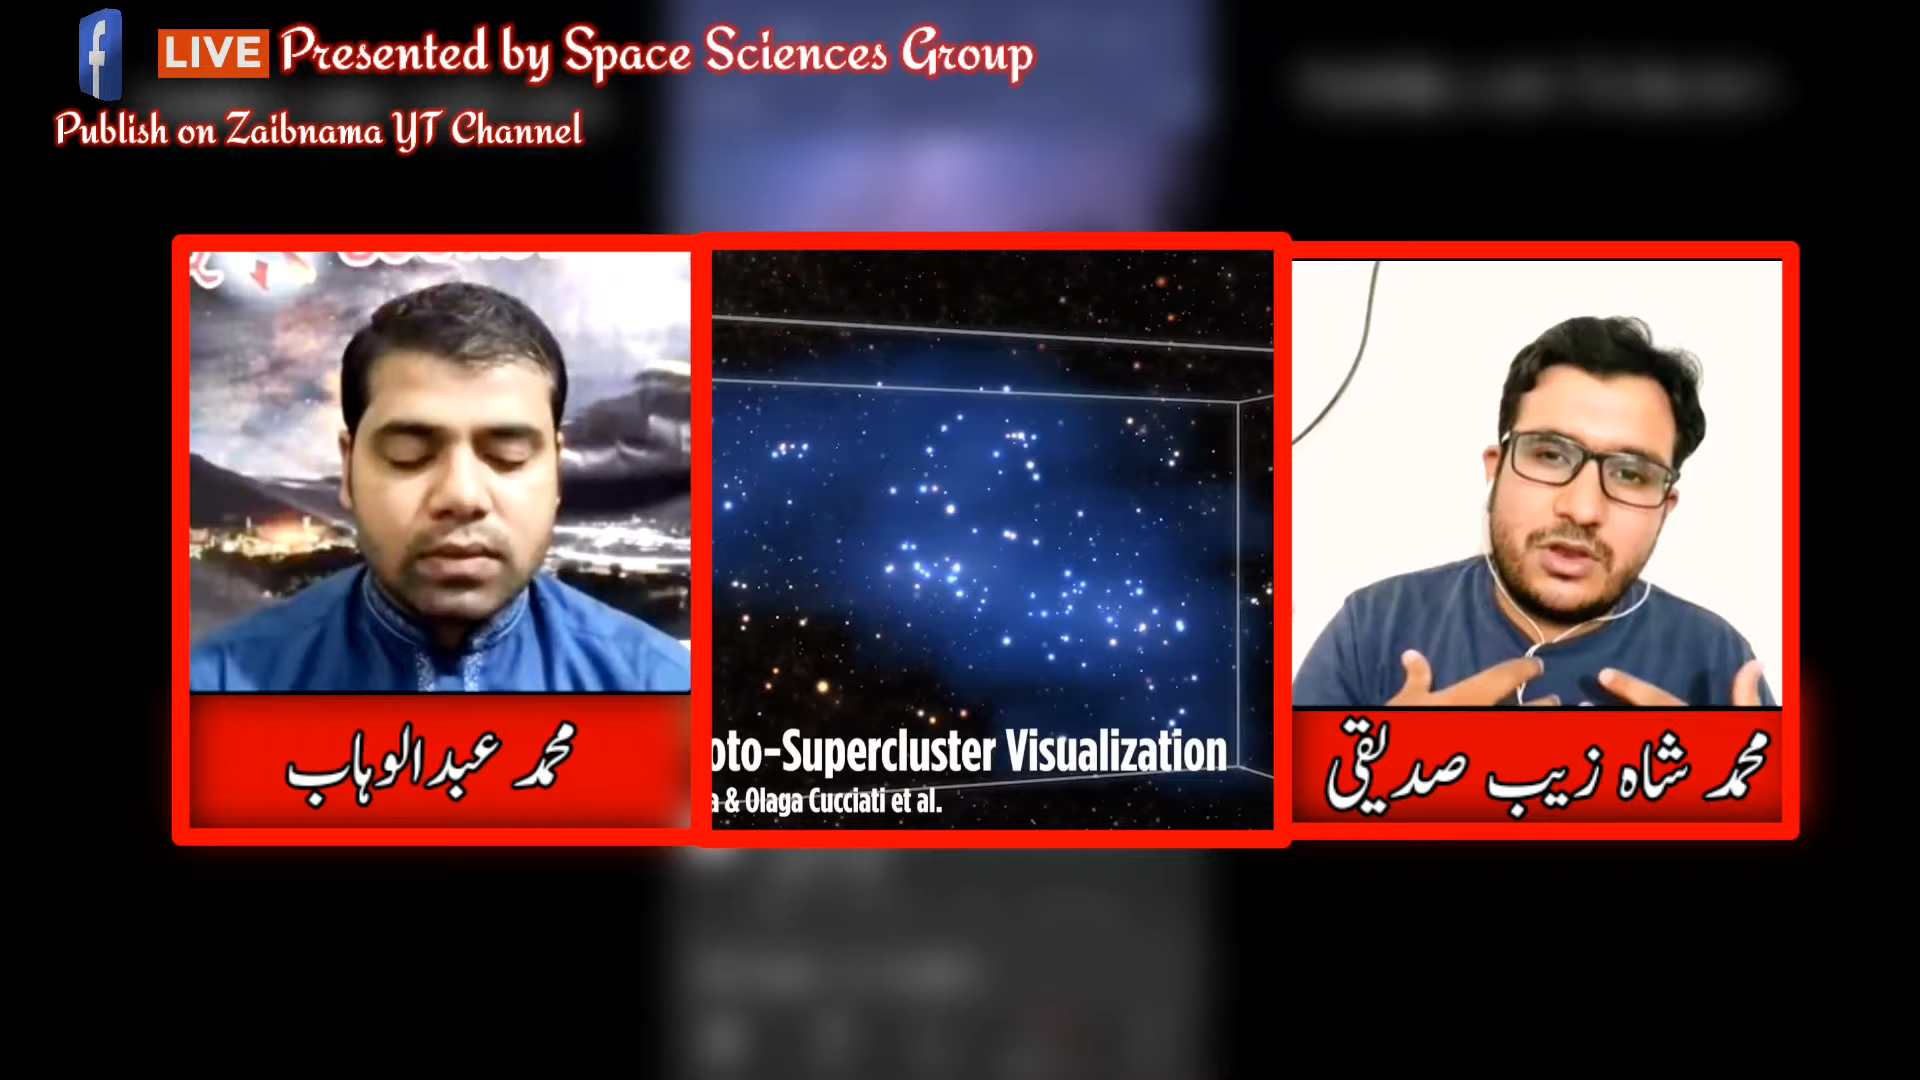 LIVE Presented by Space Sciences Group
Publish on Zaibnama YT Channel
oto-Supercluster Visualization
a & Olaga Cucciati et al.
محمد عبدالوہاب
محمد شاہ زیب صدیقی